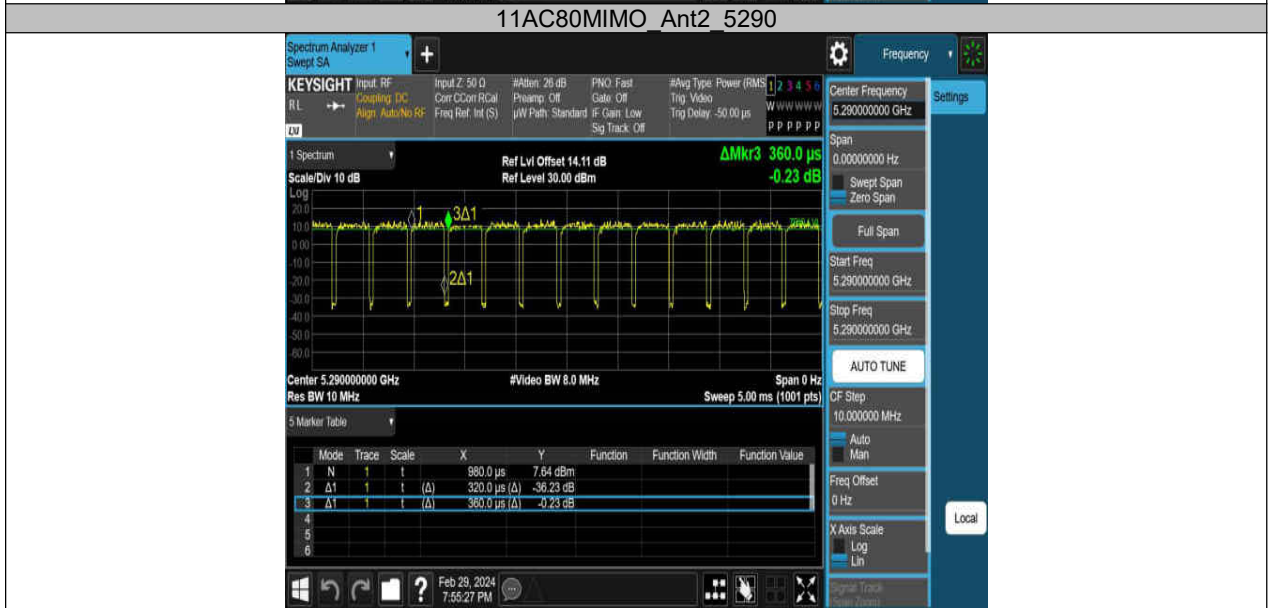 11AC80MIMO_Ant2_5290
Spectrum Analyzer 1
Swept SA
+
Frequency
KEYSIGHT Input: RF Input Z: 50 Ω #Atten: 26 dB PNO: Fast #Avg Type: Power (RMS 1 2 3 4 5 6
RL Coupling: DC Corr CCorr RCal Preamp: Off Gate: Off Trig: Video W W W W W W
Align: Auto/No RF Freq Ref: Int (S) µW Path: Standard IF Gain: Low Trig Delay: -50.00 µs
Sig Track: Off P P P P P P
LXI
1 Spectrum
Ref Lvl Offset 14.11 dB
ΔMkr3 360.0 µs
Scale/Div 10 dB
Ref Level 30.00 dBm
-0.23 dB
Log
20.0
10.0
0.00
-10.0
-20.0
-30.0
-40.0
-50.0
-60.0
1
3Δ1
2Δ1
Center 5.290000000 GHz
#Video BW 8.0 MHz
Span 0 Hz
Res BW 10 MHz
Sweep 5.00 ms (1001 pts)
5 Marker Table
Mode Trace Scale X Y Function Function Width Function Value
1 N 1 t 980.0 µs 7.64 dBm
2 Δ1 1 t (Δ) 320.0 µs (Δ) -36.23 dB
3 Δ1 1 t (Δ) 360.0 µs (Δ) -0.23 dB
4
5
6
Center Frequency
5.290000000 GHz
Settings
Span
0.00000000 Hz
Swept Span
Zero Span
Full Span
Start Freq
5.290000000 GHz
Stop Freq
5.290000000 GHz
AUTO TUNE
CF Step
10.000000 MHz
Auto
Man
Freq Offset
0 Hz
X Axis Scale
Log
Lin
Signal Track
(Span Zoom)
Local
?
Feb 29, 2024
7:55:27 PM